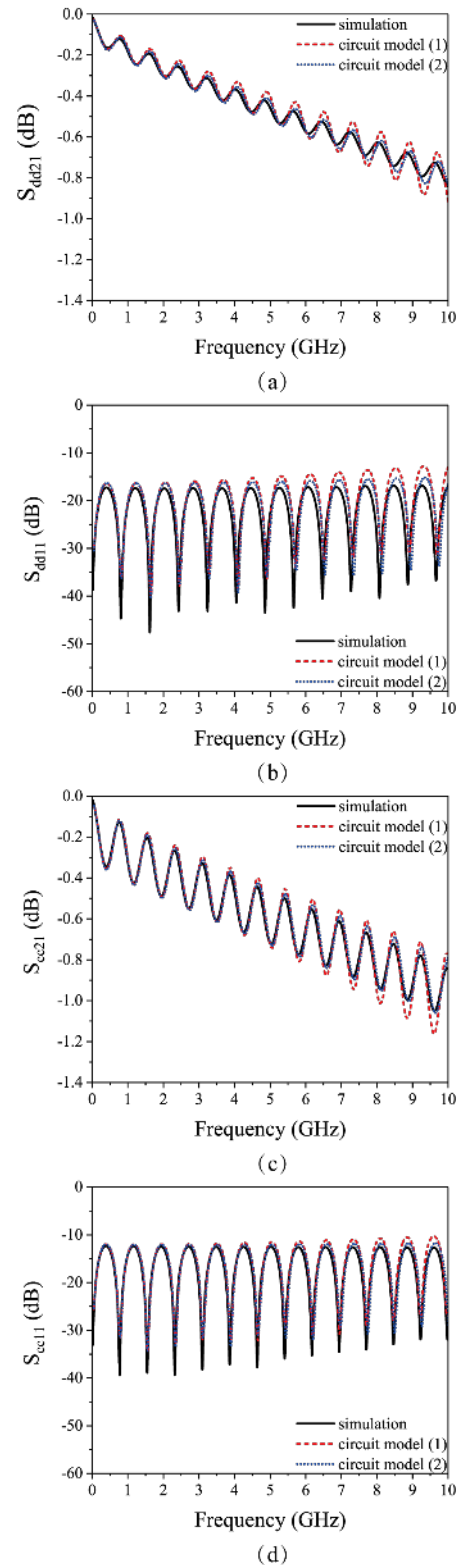 0.0
-0.2
-0.4
-0.6
-0.8
-1.0
-1.2
-1.4
S_dd21 (dB)
simulation
circuit model (1)
circuit model (2)
0 1 2 3 4 5 6 7 8 9 10
Frequency (GHz)
(a)
0
-10
-20
-30
-40
-50
-60
S_dd11 (dB)
simulation
circuit model (1)
circuit model (2)
0 1 2 3 4 5 6 7 8 9 10
Frequency (GHz)
(b)
0.0
-0.2
-0.4
-0.6
-0.8
-1.0
-1.2
-1.4
S_cc21 (dB)
simulation
circuit model (1)
circuit model (2)
0 1 2 3 4 5 6 7 8 9 10
Frequency (GHz)
(c)
0
-10
-20
-30
-40
-50
-60
S_cc11 (dB)
simulation
circuit model (1)
circuit model (2)
0 1 2 3 4 5 6 7 8 9 10
Frequency (GHz)
(d)